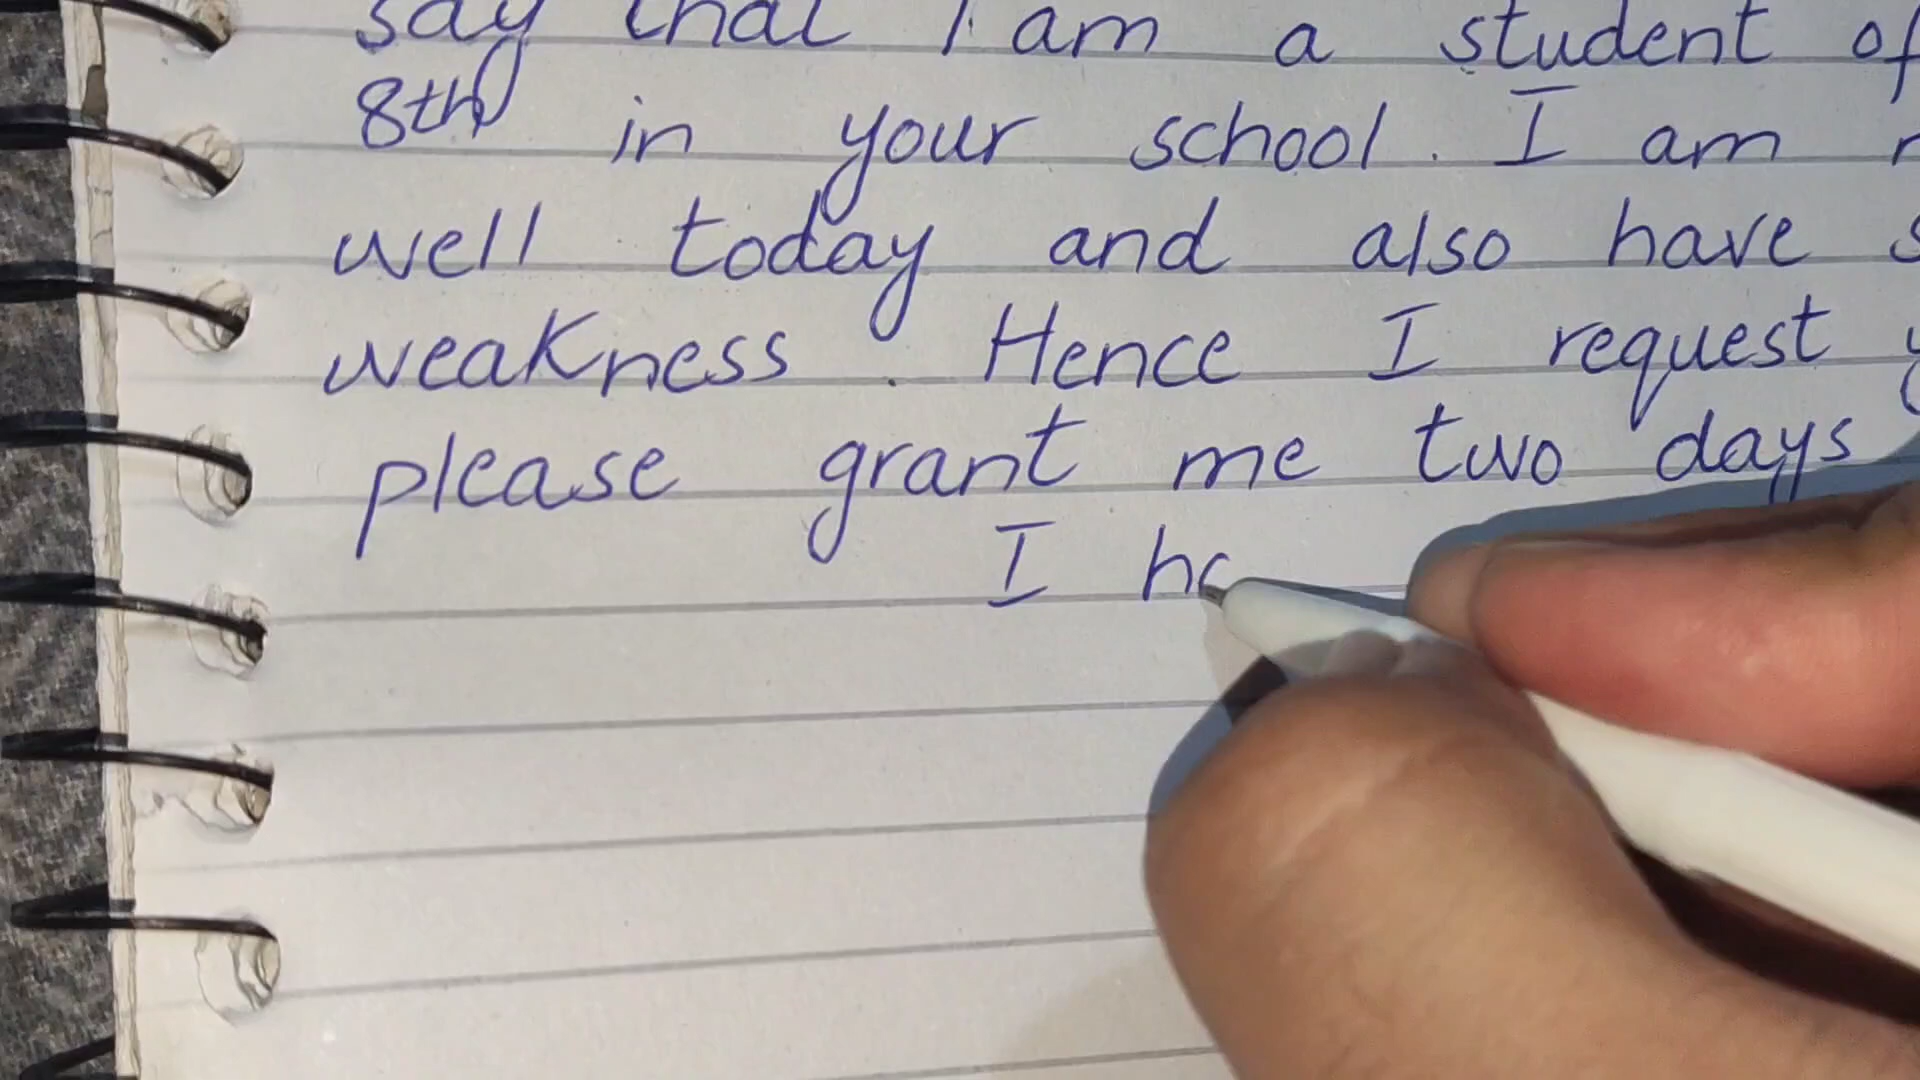 say that I am a student of
8th in your school. I am
well today and also have
weakness. Hence I request
please grant me two days
I